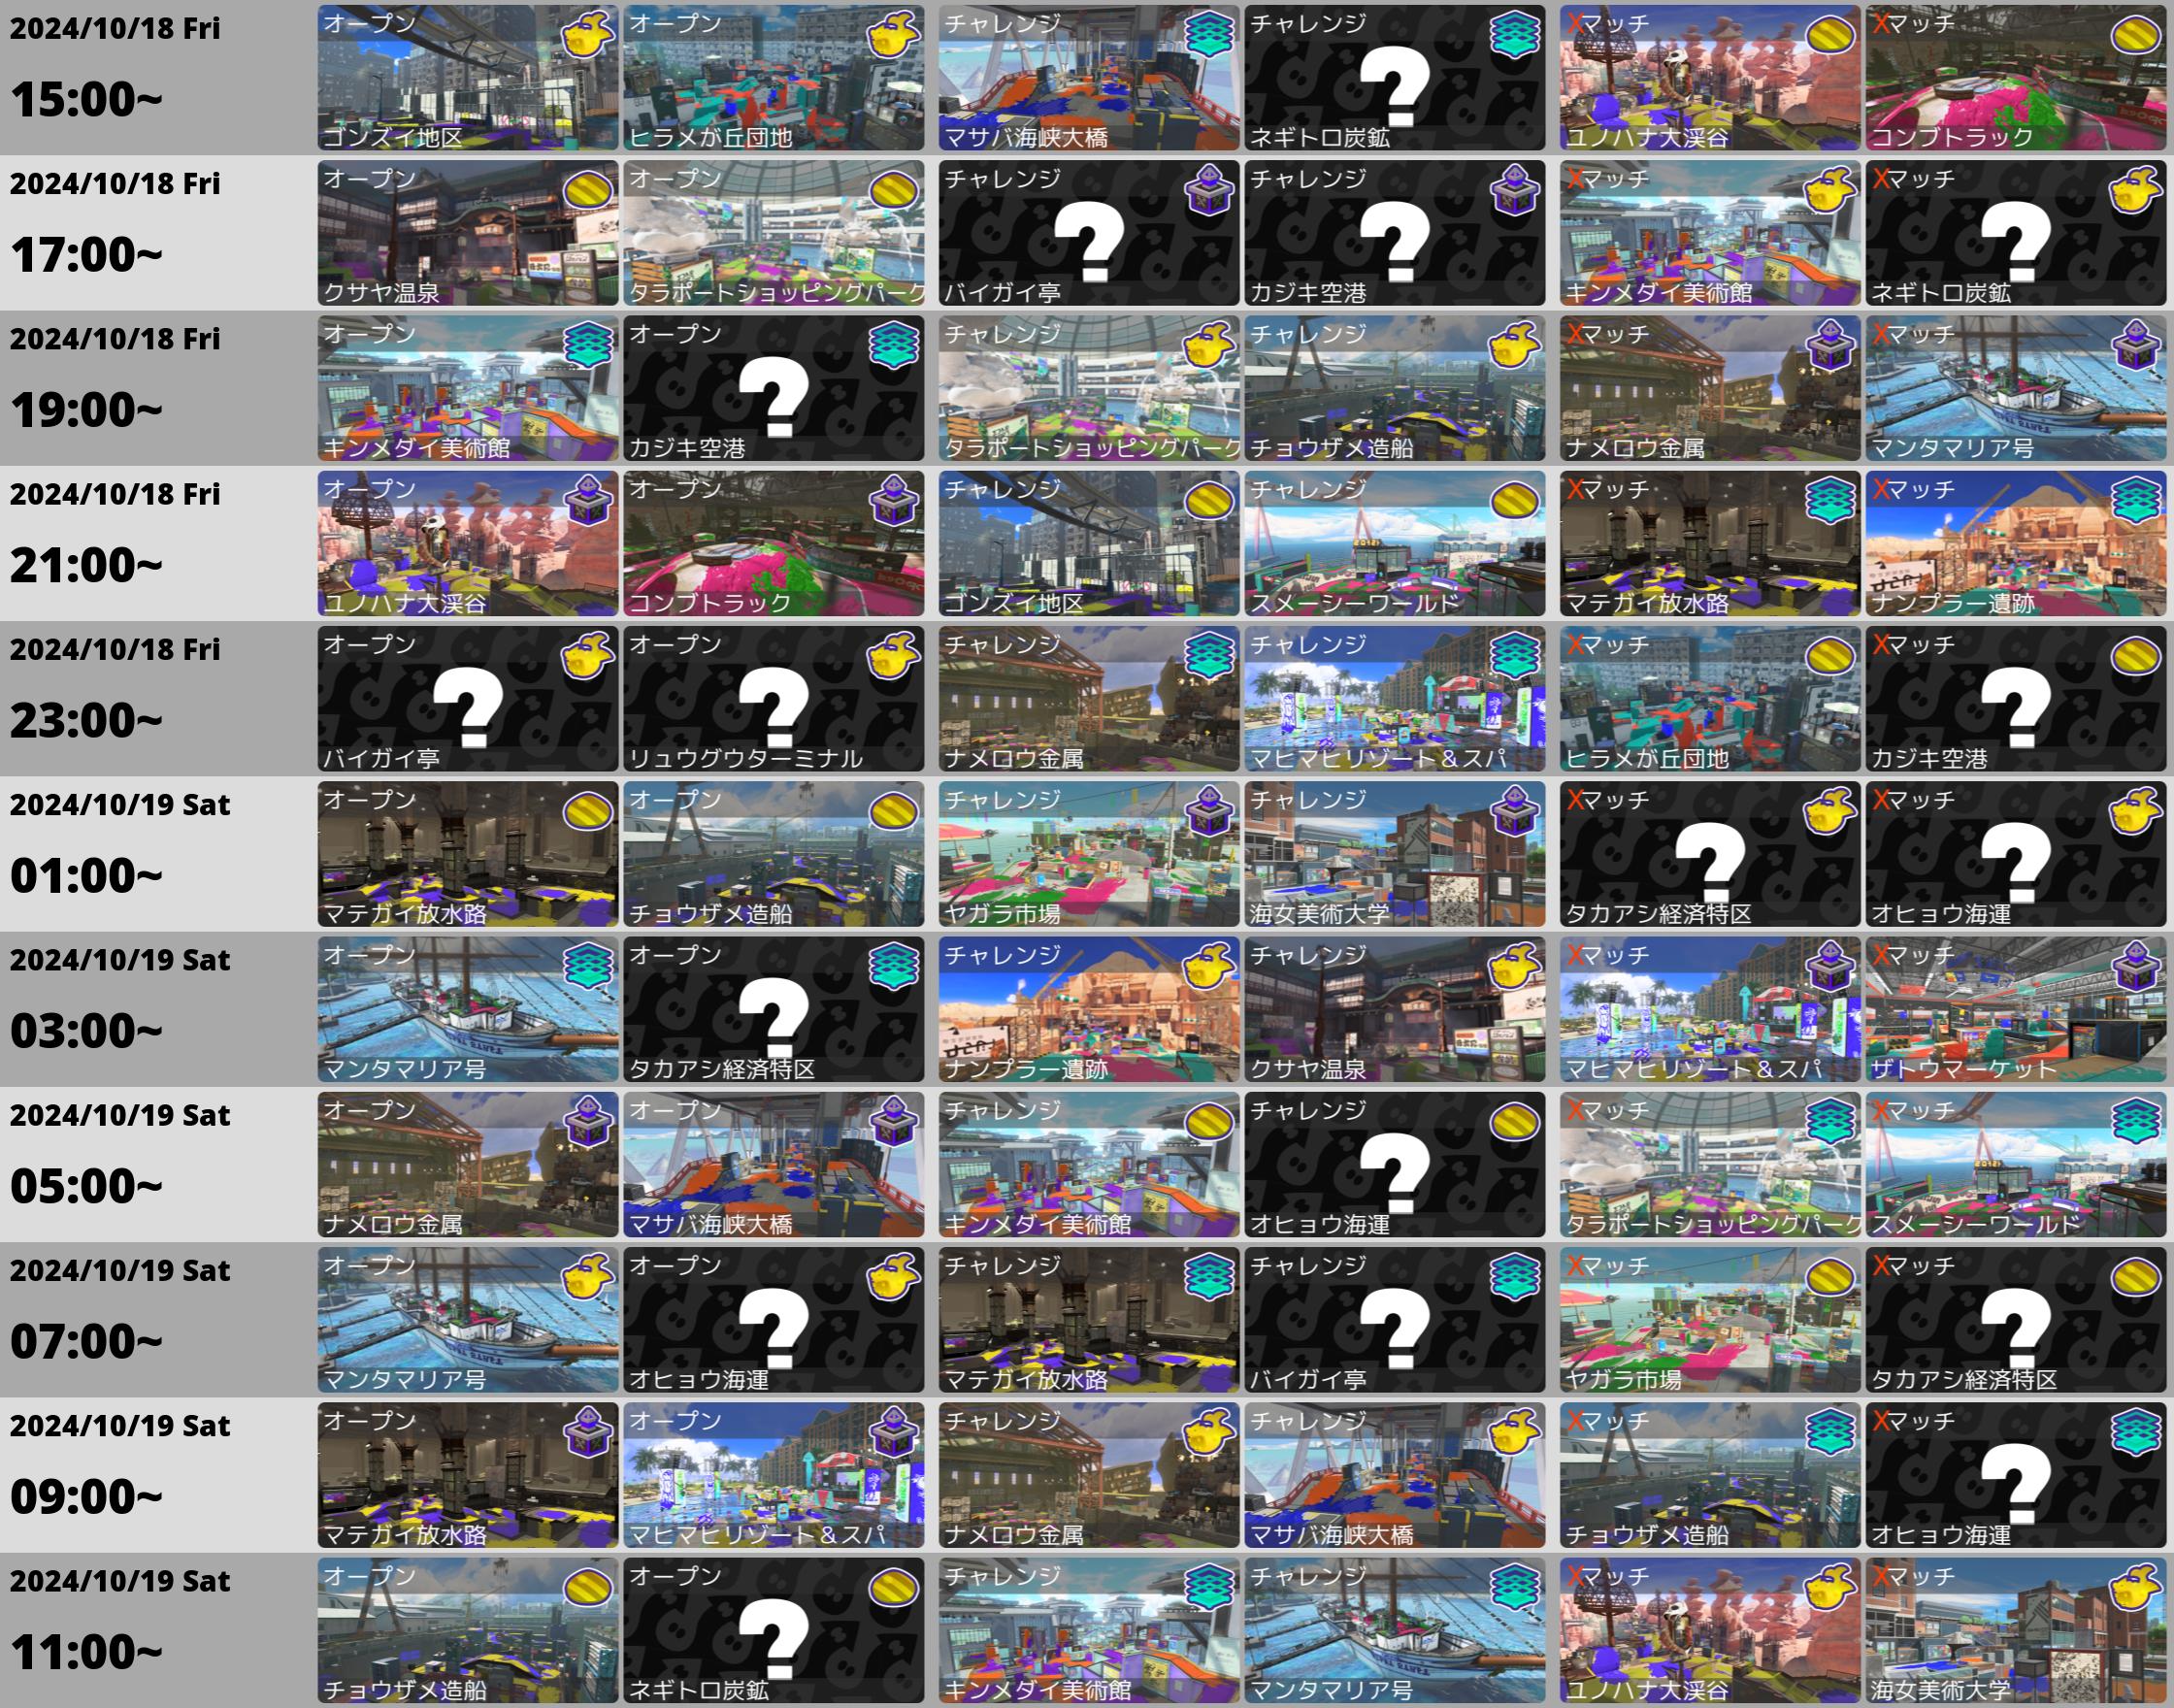 2024/10/18 Fri
15:00~
オープン
ゴンズイ地区
オープン
ヒラメが丘団地
チャレンジ
マサバ海峡大橋
チャレンジ
ネギトロ炭鉱
Xマッチ
ユノハナ大渓谷
Xマッチ
コンブトラック
2024/10/18 Fri
17:00~
オープン
クサヤ温泉
オープン
タラポートショッピングパーク
チャレンジ
バイガイ亭
チャレンジ
カジキ空港
Xマッチ
キンメダイ美術館
Xマッチ
ネギトロ炭鉱
2024/10/18 Fri
19:00~
オープン
キンメダイ美術館
オープン
カジキ空港
チャレンジ
タラポートショッピングパーク
チャレンジ
チョウザメ造船
Xマッチ
ナメロウ金属
Xマッチ
マンタマリア号
2024/10/18 Fri
21:00~
オープン
ユノハナ大渓谷
オープン
コンブトラック
チャレンジ
ゴンズイ地区
チャレンジ
スメーシーワールド
Xマッチ
マテガイ放水路
Xマッチ
ナンプラー遺跡
2024/10/18 Fri
23:00~
オープン
バイガイ亭
オープン
リュウグウターミナル
チャレンジ
ナメロウ金属
チャレンジ
マヒマヒリゾート&スパ
Xマッチ
ヒラメが丘団地
Xマッチ
カジキ空港
2024/10/19 Sat
01:00~
オープン
マテガイ放水路
オープン
チョウザメ造船
チャレンジ
ヤガラ市場
チャレンジ
海女美術大学
Xマッチ
タカアシ経済特区
Xマッチ
オヒョウ海運
2024/10/19 Sat
03:00~
オープン
マンタマリア号
オープン
タカアシ経済特区
チャレンジ
ナンプラー遺跡
チャレンジ
クサヤ温泉
Xマッチ
マヒマヒリゾート&スパ
Xマッチ
ザトウマーケット
2024/10/19 Sat
05:00~
オープン
ナメロウ金属
オープン
マサバ海峡大橋
チャレンジ
キンメダイ美術館
チャレンジ
オヒョウ海運
Xマッチ
タラポートショッピングパーク
Xマッチ
スメーシーワールド
2024/10/19 Sat
07:00~
オープン
マンタマリア号
オープン
オヒョウ海運
チャレンジ
マテガイ放水路
チャレンジ
バイガイ亭
Xマッチ
ヤガラ市場
Xマッチ
タカアシ経済特区
2024/10/19 Sat
09:00~
オープン
マテガイ放水路
オープン
マヒマヒリゾート&スパ
チャレンジ
ナメロウ金属
チャレンジ
マサバ海峡大橋
Xマッチ
チョウザメ造船
Xマッチ
オヒョウ海運
2024/10/19 Sat
11:00~
オープン
チョウザメ造船
オープン
ネギトロ炭鉱
チャレンジ
キンメダイ美術館
チャレンジ
マンタマリア号
Xマッチ
ユノハナ大渓谷
Xマッチ
海女美術大学